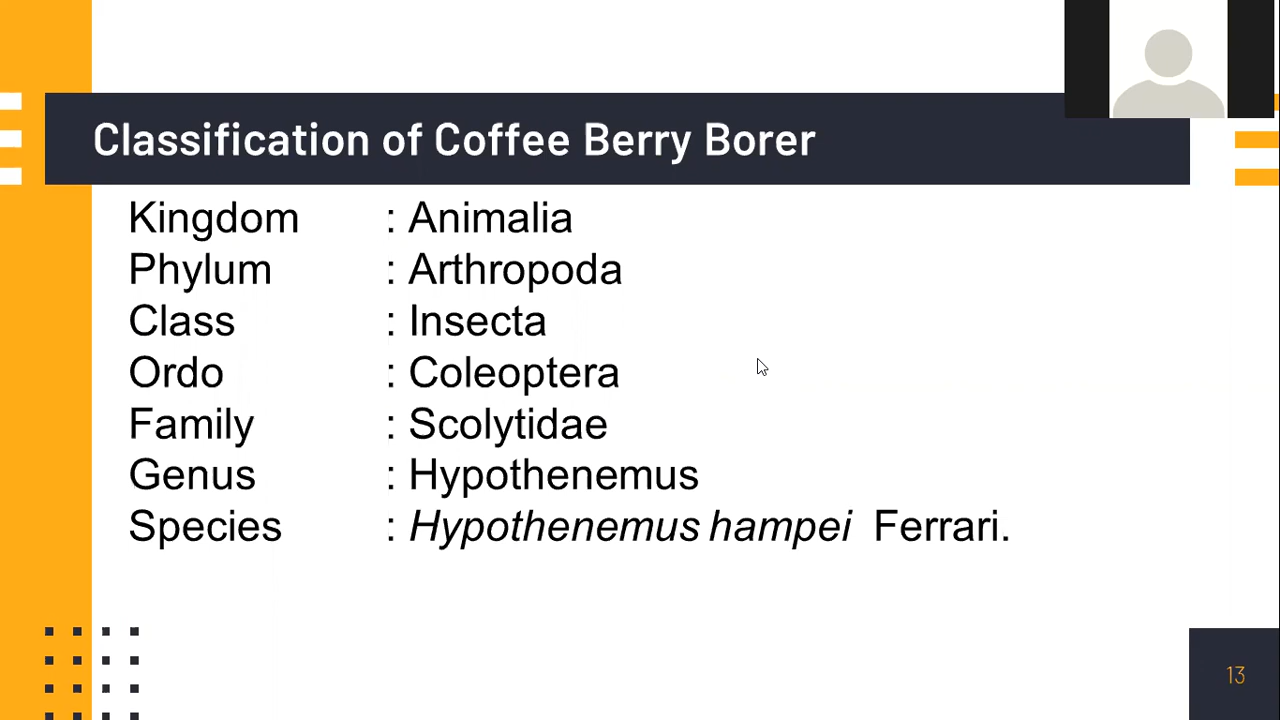 Classification of Coffee Berry Borer
Kingdom : Animalia
Phylum : Arthropoda
Class : Insecta
Ordo : Coleoptera
Family : Scolytidae
Genus : Hypothenemus
Species : Hypothenemus hampei Ferrari.
13